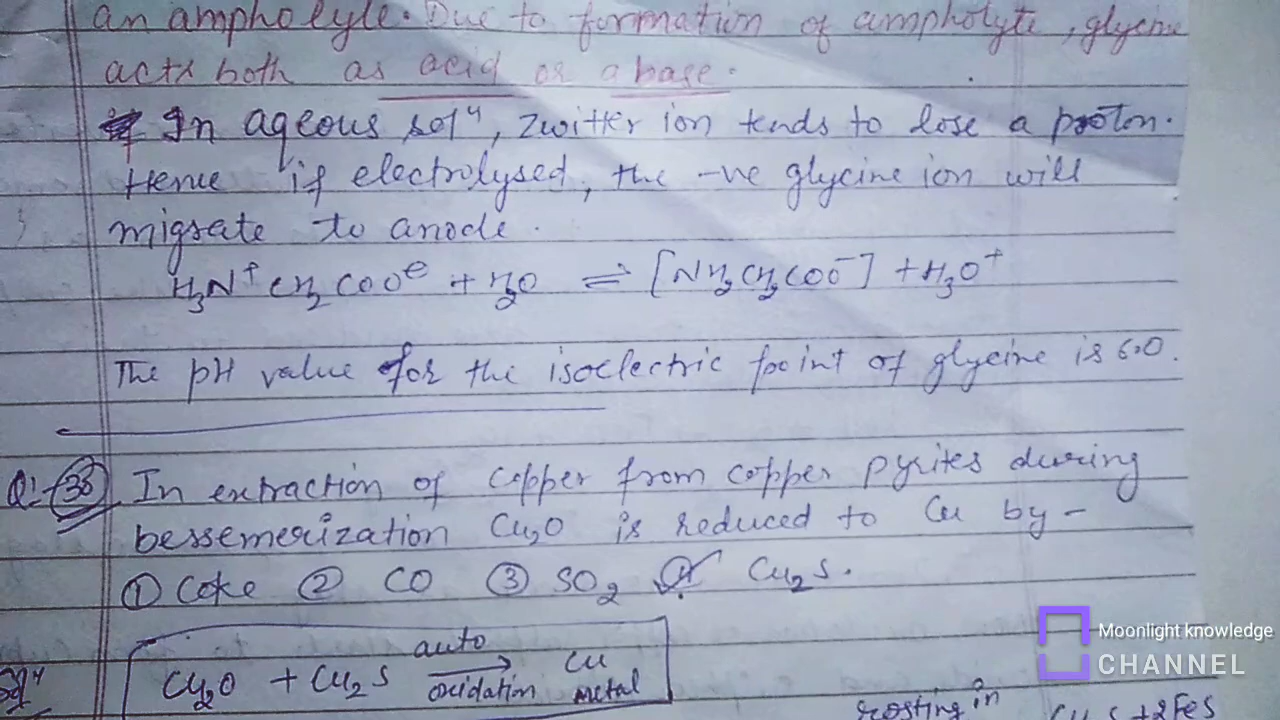 an ampholyte. Due to formation of ampholyte, glycine
acts both as acid or a base.
In aqeous solⁿ, zwitter ion tends to lose a proton.
Hence if electrolysed, the -ve glycine ion will
migrate to anode.
H₃N⁺CH₂COO⊖ + H₂O ⇌ [NH₂CH₂COO⁻] + H₃O⁺
The pH value for the isoelectric point of glycine is 6.0.
Q:- 38 In extraction of copper from copper pyrites during
bessemerization Cu₂O is reduced to Cu by -
① Coke ② CO ③ SO₂ ④ Cu₂S.
Solⁿ Cu₂O + Cu₂S auto oxidation → Cu metal
rosting in Cu₂S + 2FeS
Moonlight knowledge
CHANNEL